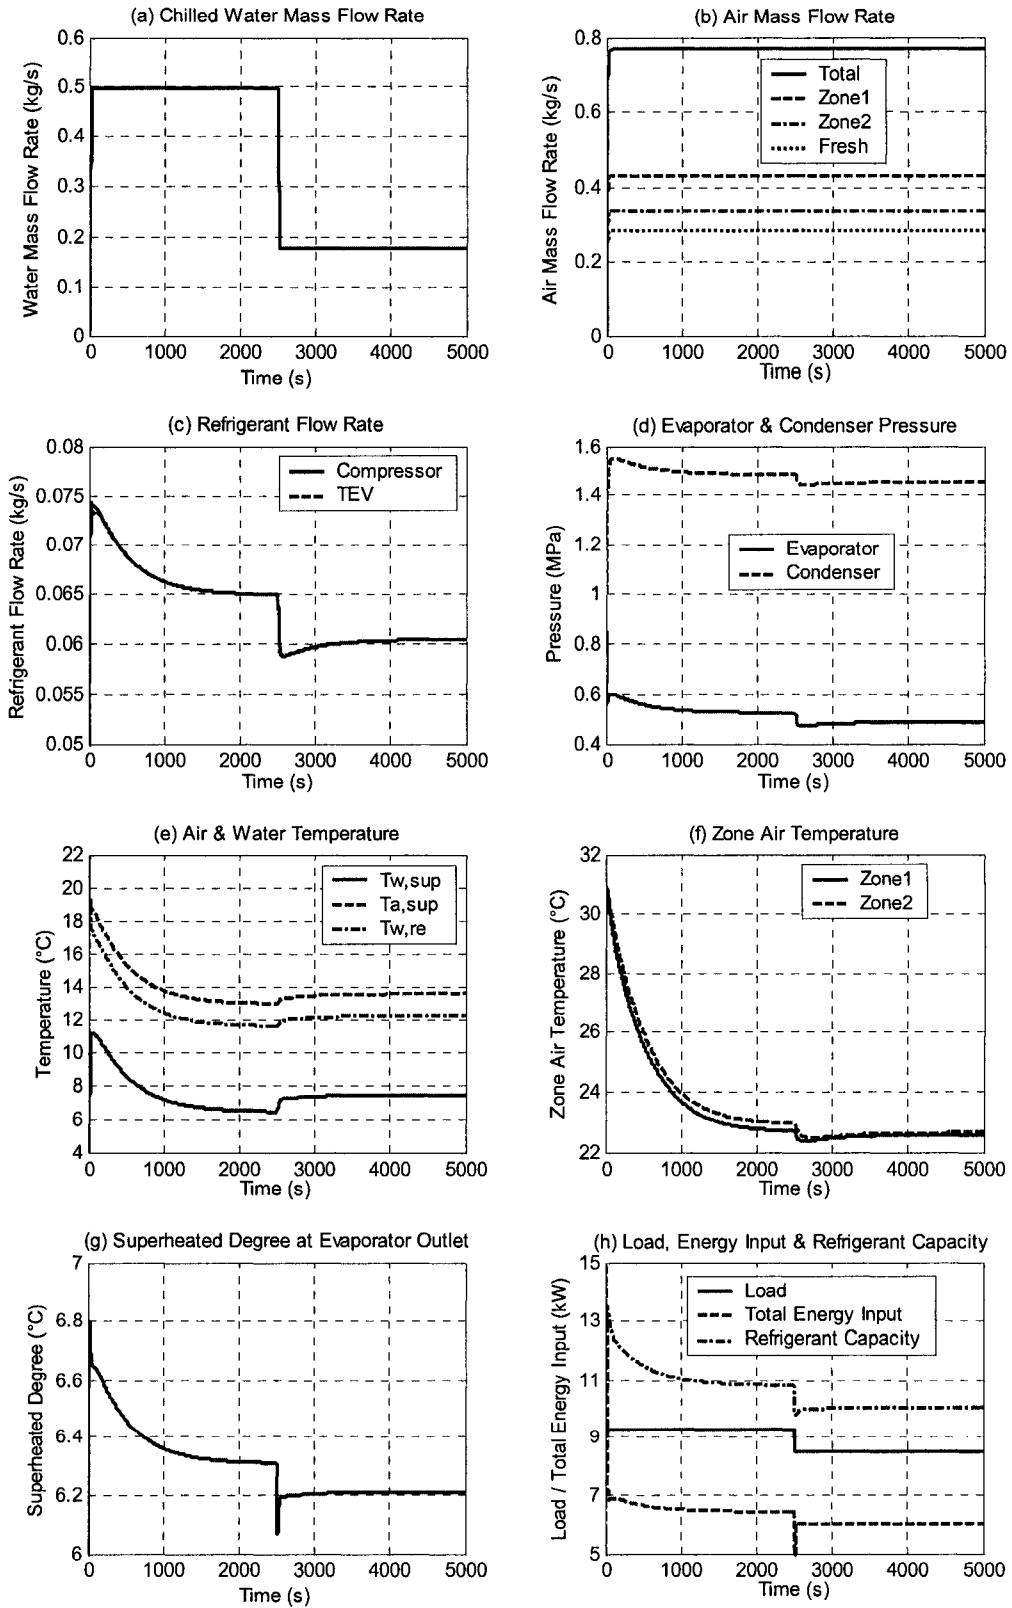 (a) Chilled Water Mass Flow Rate
Water Mass Flow Rate (kg/s)
0.6
0.5
0.4
0.3
0.2
0.1
0
0 1000 2000 3000 4000 5000
Time (s)
(b) Air Mass Flow Rate
Air Mass Flow Rate (kg/s)
0.8
0.6
0.4
0.2
0
Total
Zone1
Zone2
Fresh
0 1000 2000 3000 4000 5000
Time (s)
(c) Refrigerant Flow Rate
Refrigerant Flow Rate (kg/s)
0.08
0.075
0.07
0.065
0.06
0.055
0.05
Compressor
TEV
0 1000 2000 3000 4000 5000
Time (s)
(d) Evaporator & Condenser Pressure
Pressure (MPa)
1.6
1.4
1.2
1
0.8
0.6
0.4
Evaporator
Condenser
0 1000 2000 3000 4000 5000
Time (s)
(e) Air & Water Temperature
Temperature (°C)
22
20
18
16
14
12
10
8
6
4
Tw,sup
Ta,sup
Tw,re
0 1000 2000 3000 4000 5000
Time (s)
(f) Zone Air Temperature
Zone Air Temperature (°C)
32
30
28
26
24
22
Zone1
Zone2
0 1000 2000 3000 4000 5000
Time (s)
(g) Superheated Degree at Evaporator Outlet
Superheated Degree (°C)
7
6.8
6.6
6.4
6.2
6
0 1000 2000 3000 4000 5000
Time (s)
(h) Load, Energy Input & Refrigerant Capacity
Load / Total Energy Input (kW)
15
13
11
9
7
5
Load
Total Energy Input
Refrigerant Capacity
0 1000 2000 3000 4000 5000
Time (s)